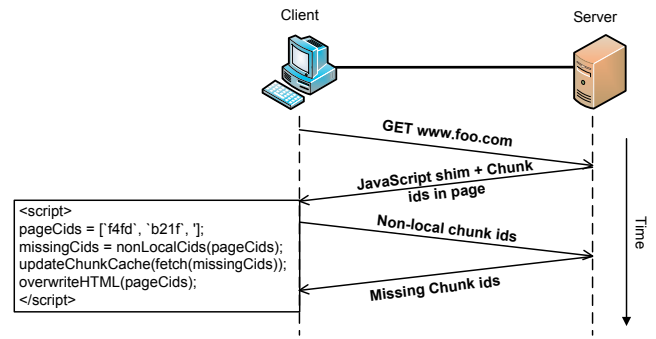 Client
Server
GET www.foo.com
JavaScript shim + Chunk
ids in page
<script>
pageCids = [`f4fd`, `b21f`, '];
missingCids = nonLocalCids(pageCids);
updateChunkCache(fetch(missingCids));
overwriteHTML(pageCids);
</script>
Non-local chunk ids
Missing Chunk ids
Time